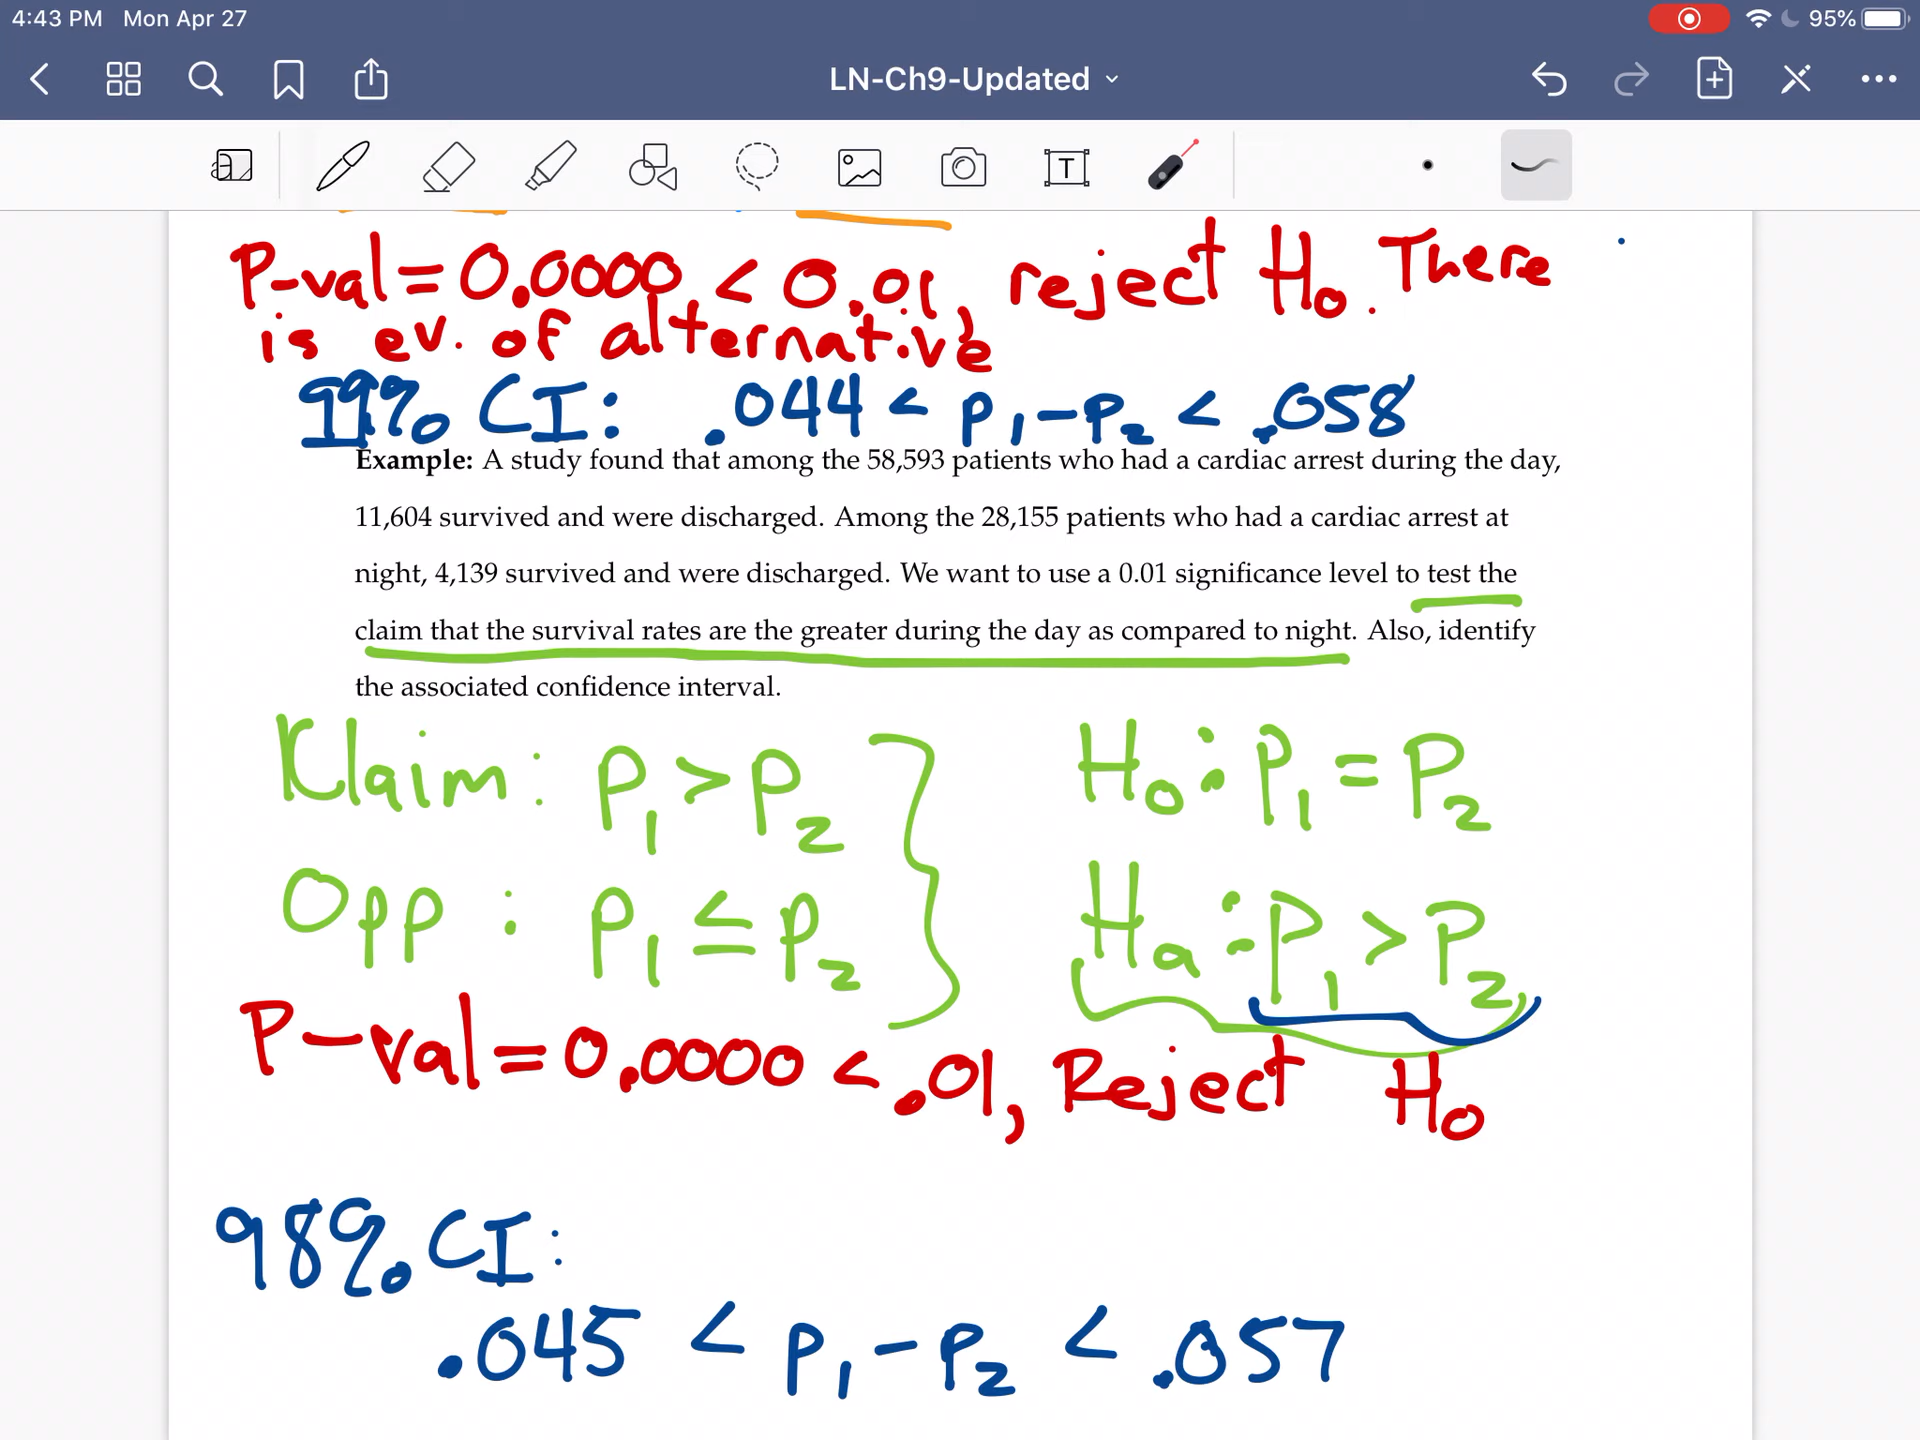 4:43 PM Mon Apr 27 95%
LN-Ch9-Updated
T
P-val = 0.0000 < 0.01, reject H₀. There
is ev. of alternative
99% CI: .044 < p₁-p₂ < .058
Example: A study found that among the 58,593 patients who had a cardiac arrest during the day,
11,604 survived and were discharged. Among the 28,155 patients who had a cardiac arrest at
night, 4,139 survived and were discharged. We want to use a 0.01 significance level to test the
claim that the survival rates are the greater during the day as compared to night. Also, identify
the associated confidence interval.
Klaim: p₁ > p₂ H₀: P₁ = P₂
Opp : p₁ ≤ p₂ Hₐ: P₁ > P₂
P-val = 0.0000 < .01, Reject H₀
98% CI:
.045 < p₁-p₂ < .057